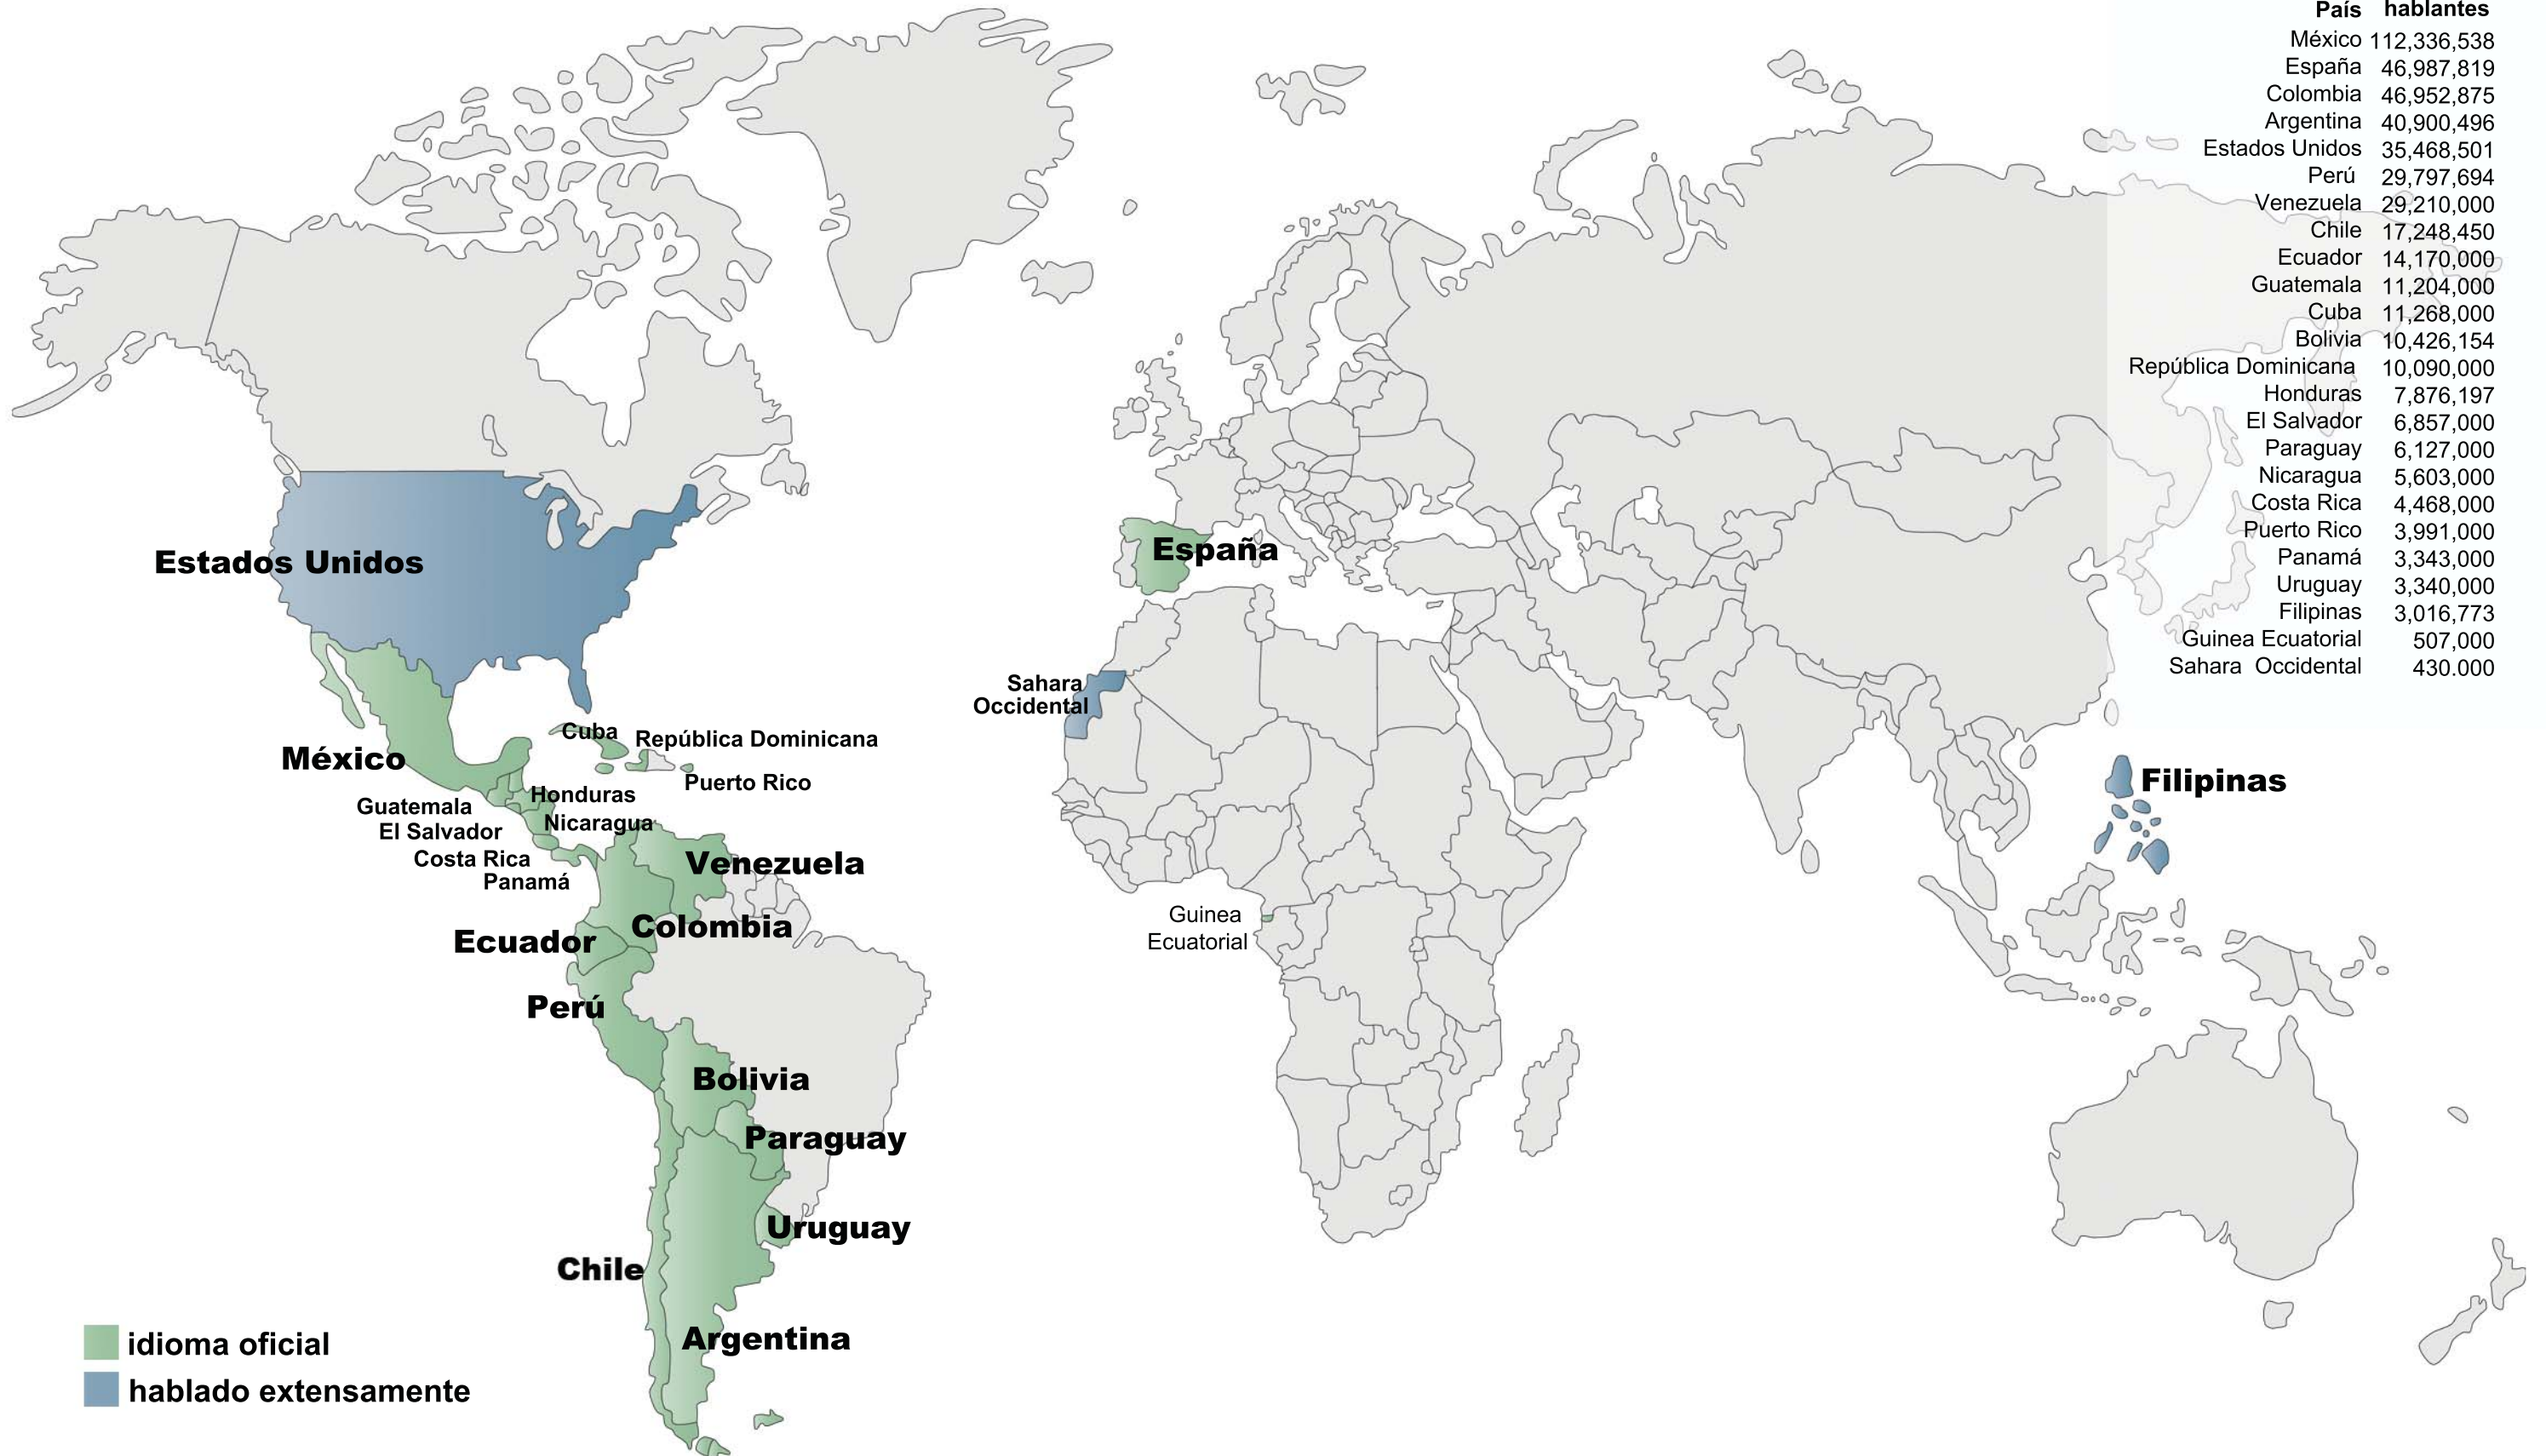 País hablantes
México 112,336,538
España 46,987,819
Colombia 46,952,875
Argentina 40,900,496
Estados Unidos 35,468,501
Perú 29,797,694
Venezuela 29,210,000
Chile 17,248,450
Ecuador 14,170,000
Guatemala 11,204,000
Cuba 11,268,000
Bolivia 10,426,154
República Dominicana 10,090,000
Honduras 7,876,197
El Salvador 6,857,000
Paraguay 6,127,000
Nicaragua 5,603,000
Costa Rica 4,468,000
Puerto Rico 3,991,000
Panamá 3,343,000
Uruguay 3,340,000
Filipinas 3,016,773
Guinea Ecuatorial 507,000
Sahara Occidental 430.000
Estados Unidos
España
Sahara
Occidental
Cuba
República Dominicana
México
Puerto Rico
Filipinas
Honduras
Guatemala
Nicaragua
El Salvador
Costa Rica
Venezuela
Panamá
Guinea
Ecuatorial
Colombia
Ecuador
Perú
Bolivia
Paraguay
Uruguay
Chile
Argentina
idioma oficial
hablado extensamente